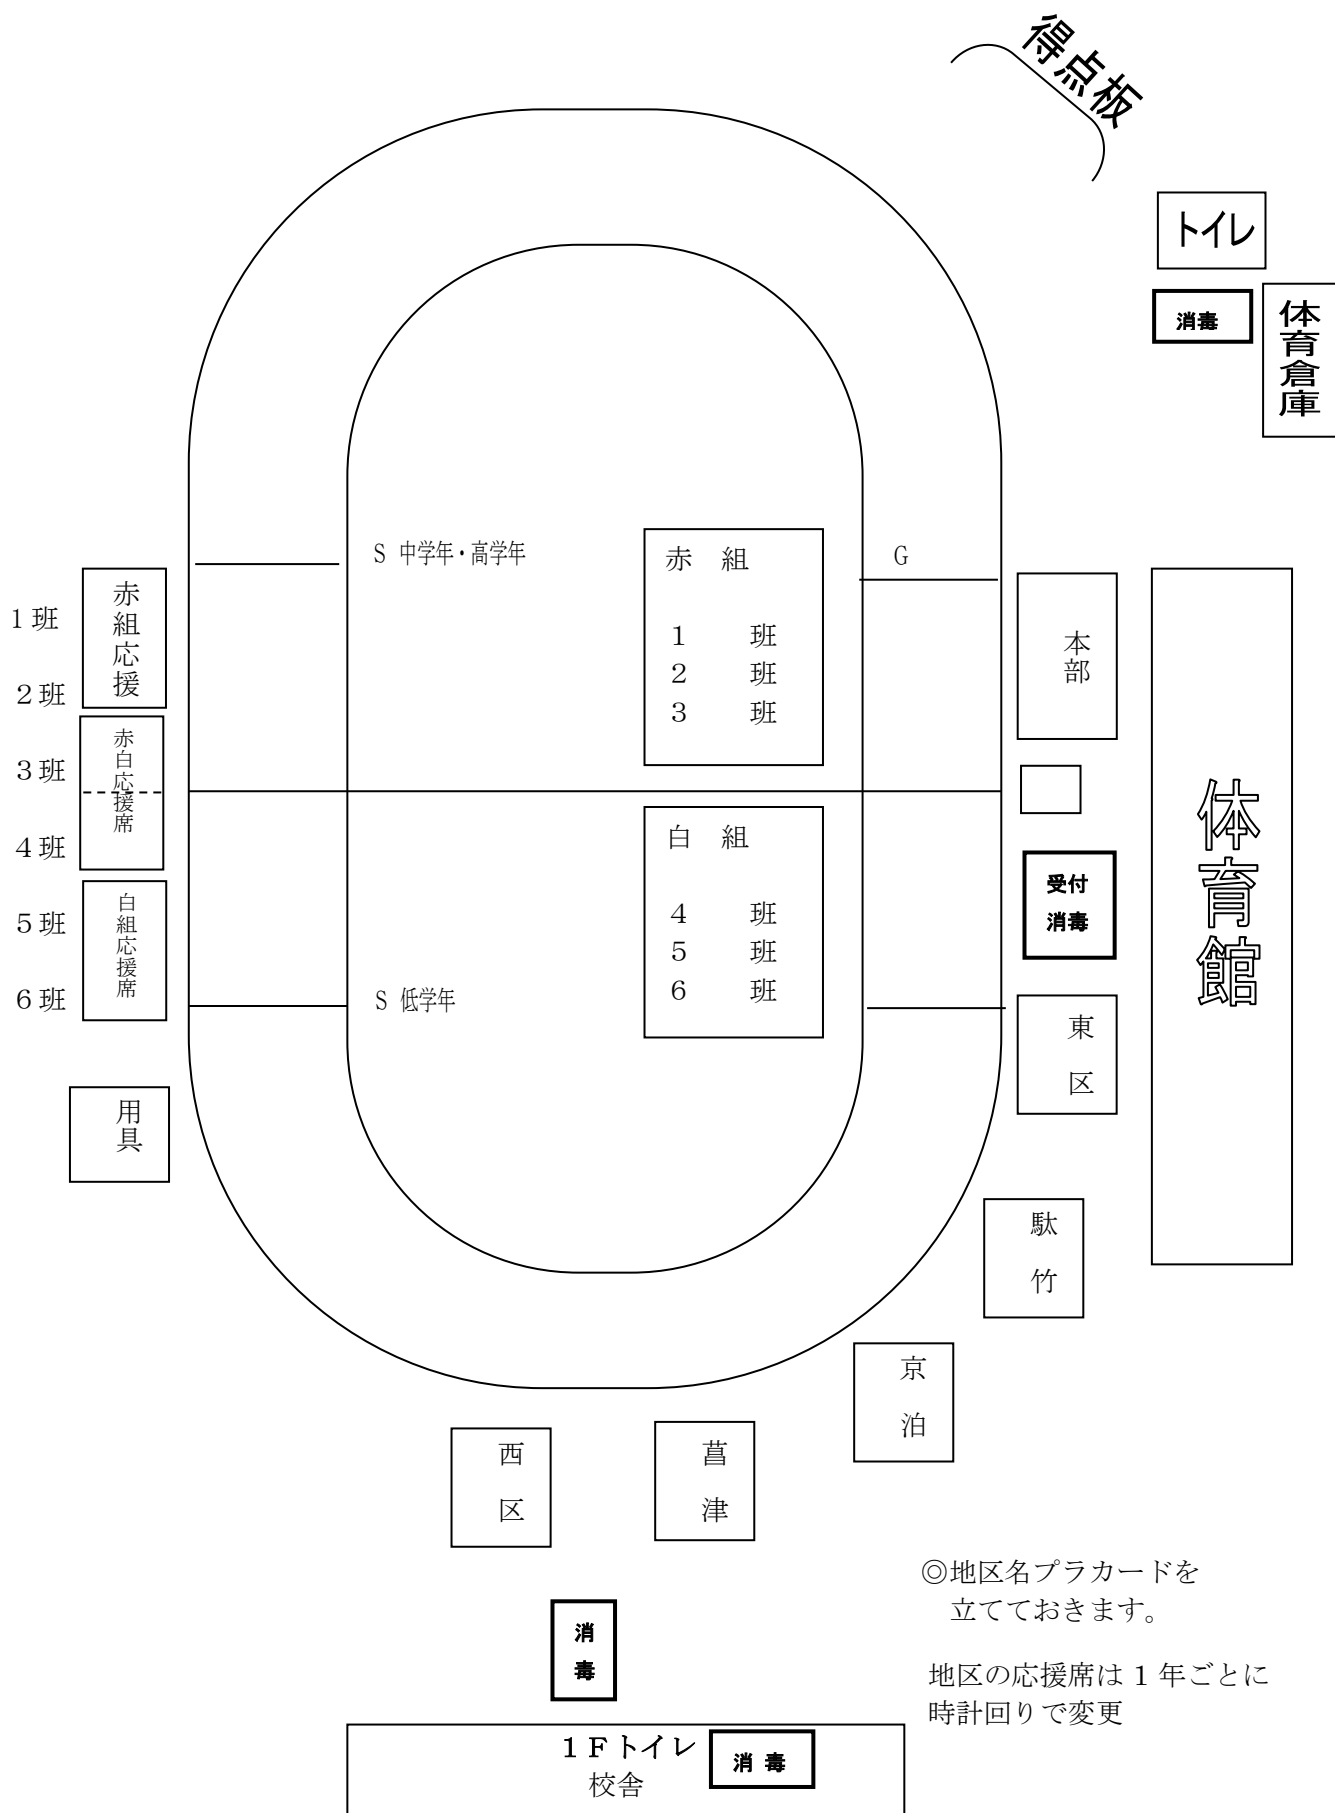 得点板
トイレ
消毒
体育倉庫
S 中学年・高学年
赤 組
1 班
2 班
3 班
G
1班
2班
3班
4班
5班
6班
赤組応援
赤白応援席
白組応援席
本部
白 組
4 班
5 班
6 班
受付
消毒
体育館
S 低学年
東区
用具
駄竹
京泊
西区
菖津
◎地区名プラカードを
立てておきます。
地区の応援席は 1 年ごとに
時計回りで変更
消毒
1Fトイレ
消 毒
校舎